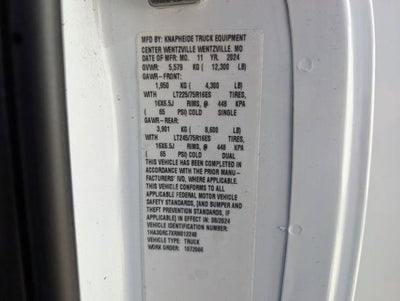 MFD BY: KNAPHEIDE TRUCK EQUIPMENT
CENTER WENTZVILLE WENTZVILLE, MO
DATE OF MFR: MO. 11 YR. 2024
GVWR: 5,579 KG ( 12,300 LB)
GAWR-FRONT:
1,950 KG ( 4,300 LB)
WITH LT225/75R16ES TIRES,
16X6.5J RIMS, @ 448 KPA
( 65 PSI) COLD SINGLE
GAWR-REAR:
3,901 KG ( 8,600 LB)
WITH LT245/75R16ES TIRES,
16X6.5J RIMS, @ 448 KPA
( 65 PSI) COLD DUAL
THIS VEHICLE HAS BEEN COMPLETED IN
ACCORDANCE WITH THE PRIOR MANU-
FACTURERS' IVD, WHERE APPLICABLE.
THIS VEHICLE CONFORMS TO ALL
APPLICABLE FEDERAL MOTOR VEHICLE
SAFETY STANDARDS, [AND BUMPER AND
THEFT PREVENTION STANDARDS, IF
APPLICABLE] IN EFFECT IN: 08/2024
VEHICLE IDENTIFICATION NUMBER:
1HA3GRC7XRN012248
VEHICLE TYPE: TRUCK
WORK ORDER: 1072966